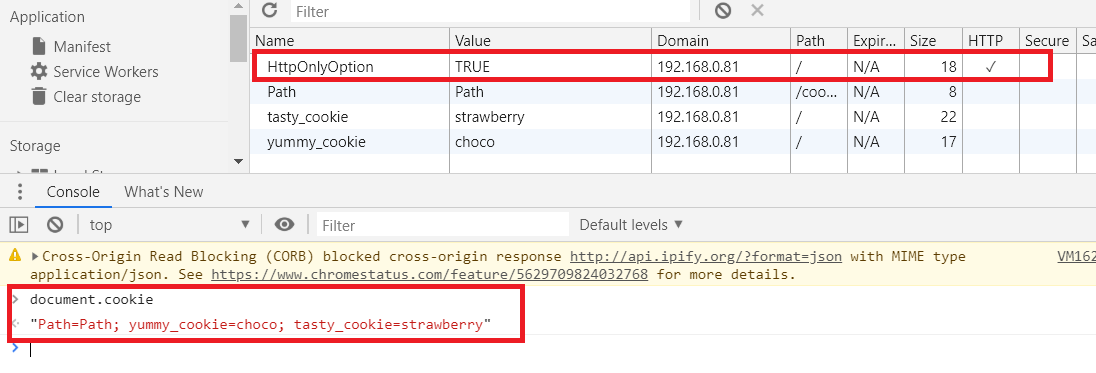 Application
Manifest
Service Workers
Clear storage
Storage
Filter
Name Value Domain Path Expir... Size HTTP Secure Sa
HttpOnlyOption TRUE 192.168.0.81 / N/A 18 ✓
Path Path 192.168.0.81 /coo... N/A 8
tasty_cookie strawberry 192.168.0.81 / N/A 22
yummy_cookie choco 192.168.0.81 / N/A 17
Console What's New
top Filter Default levels
Cross-Origin Read Blocking (CORB) blocked cross-origin response http://api.ipify.org/?format=json with MIME type VM162
application/json. See https://www.chromestatus.com/feature/5629709824032768 for more details.
document.cookie
"Path=Path; yummy_cookie=choco; tasty_cookie=strawberry"